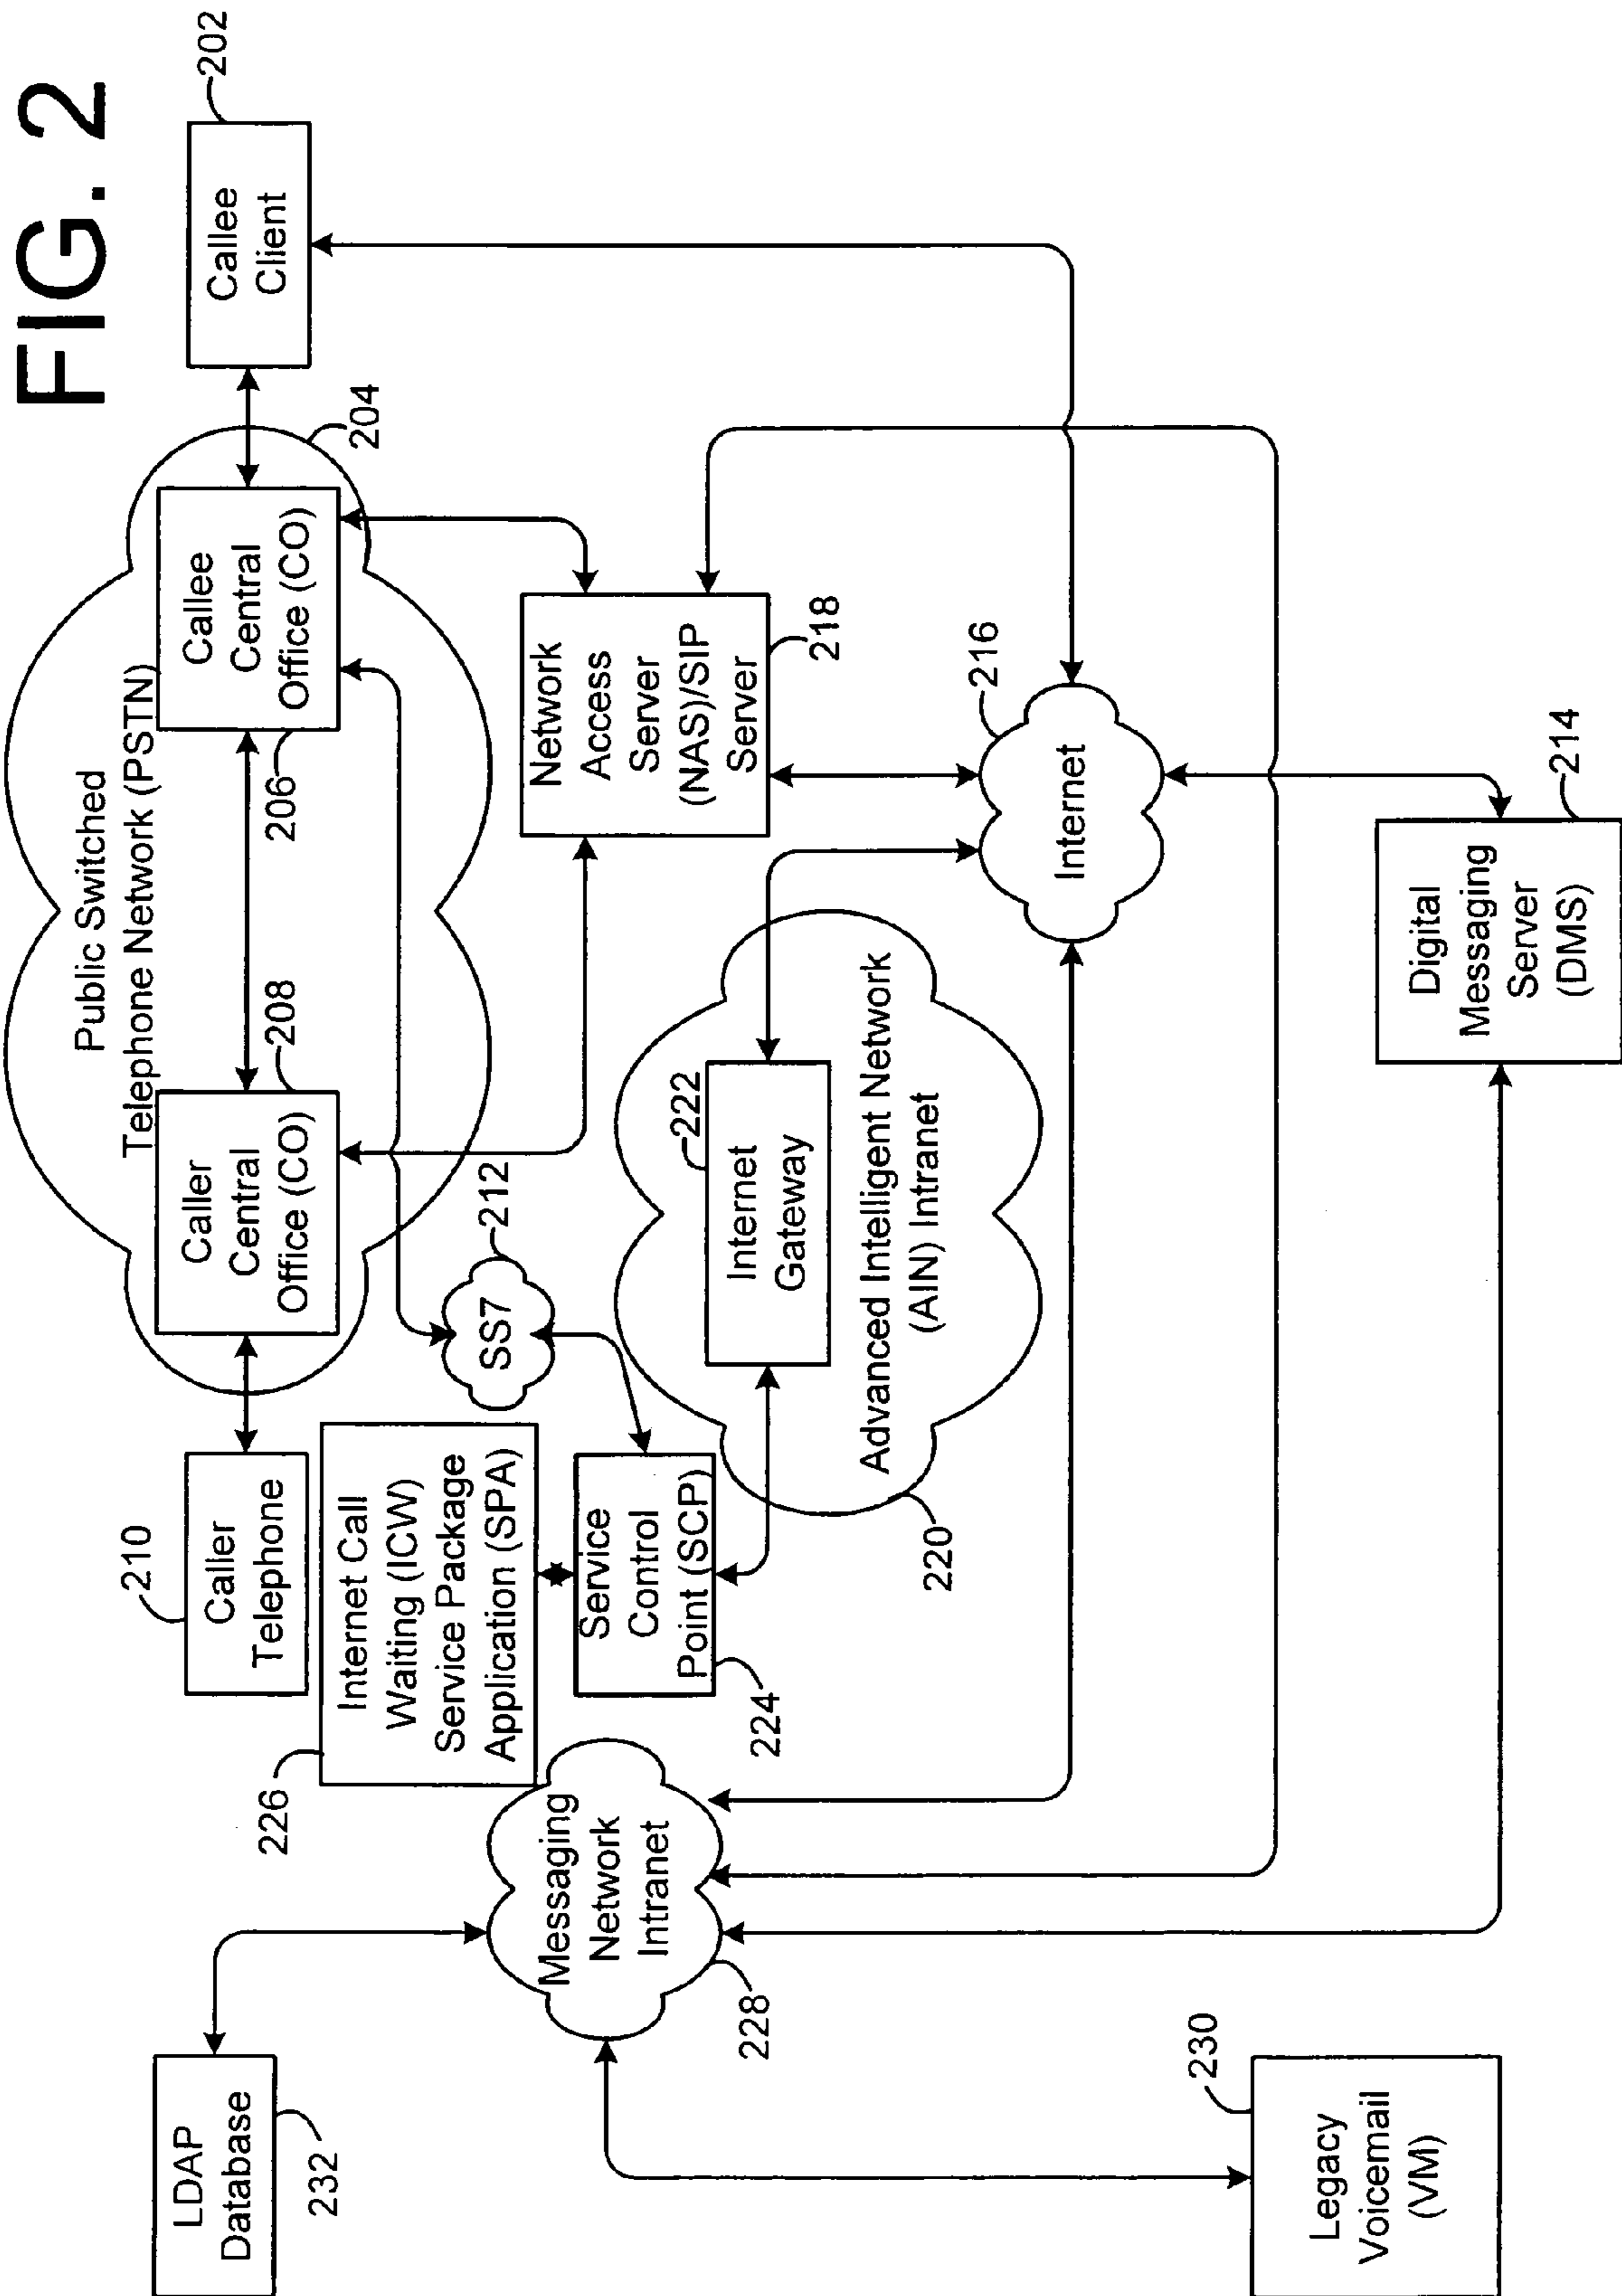 FIG. 2
LDAP
Database
232
210
Caller
Telephone
Public Switched
Telephone Network (PSTN)
Caller
Central
Office (CO)
208
Callee
Central
Office (CO)
206
204
Callee
Client
202
226
Internet Call
Waiting (ICW)
Service Package
Application (SPA)
SS7
212
Service
Control
Point (SCP)
224
Network
Access
Server
(NAS)/SIP
Server
218
Messaging
Network
Intranet
228
222
Internet
Gateway
Advanced Intelligent Network
(AIN) Intranet
220
Internet
216
230
Legacy
Voicemail
(VM)
Digital
Messaging
Server
(DMS)
214